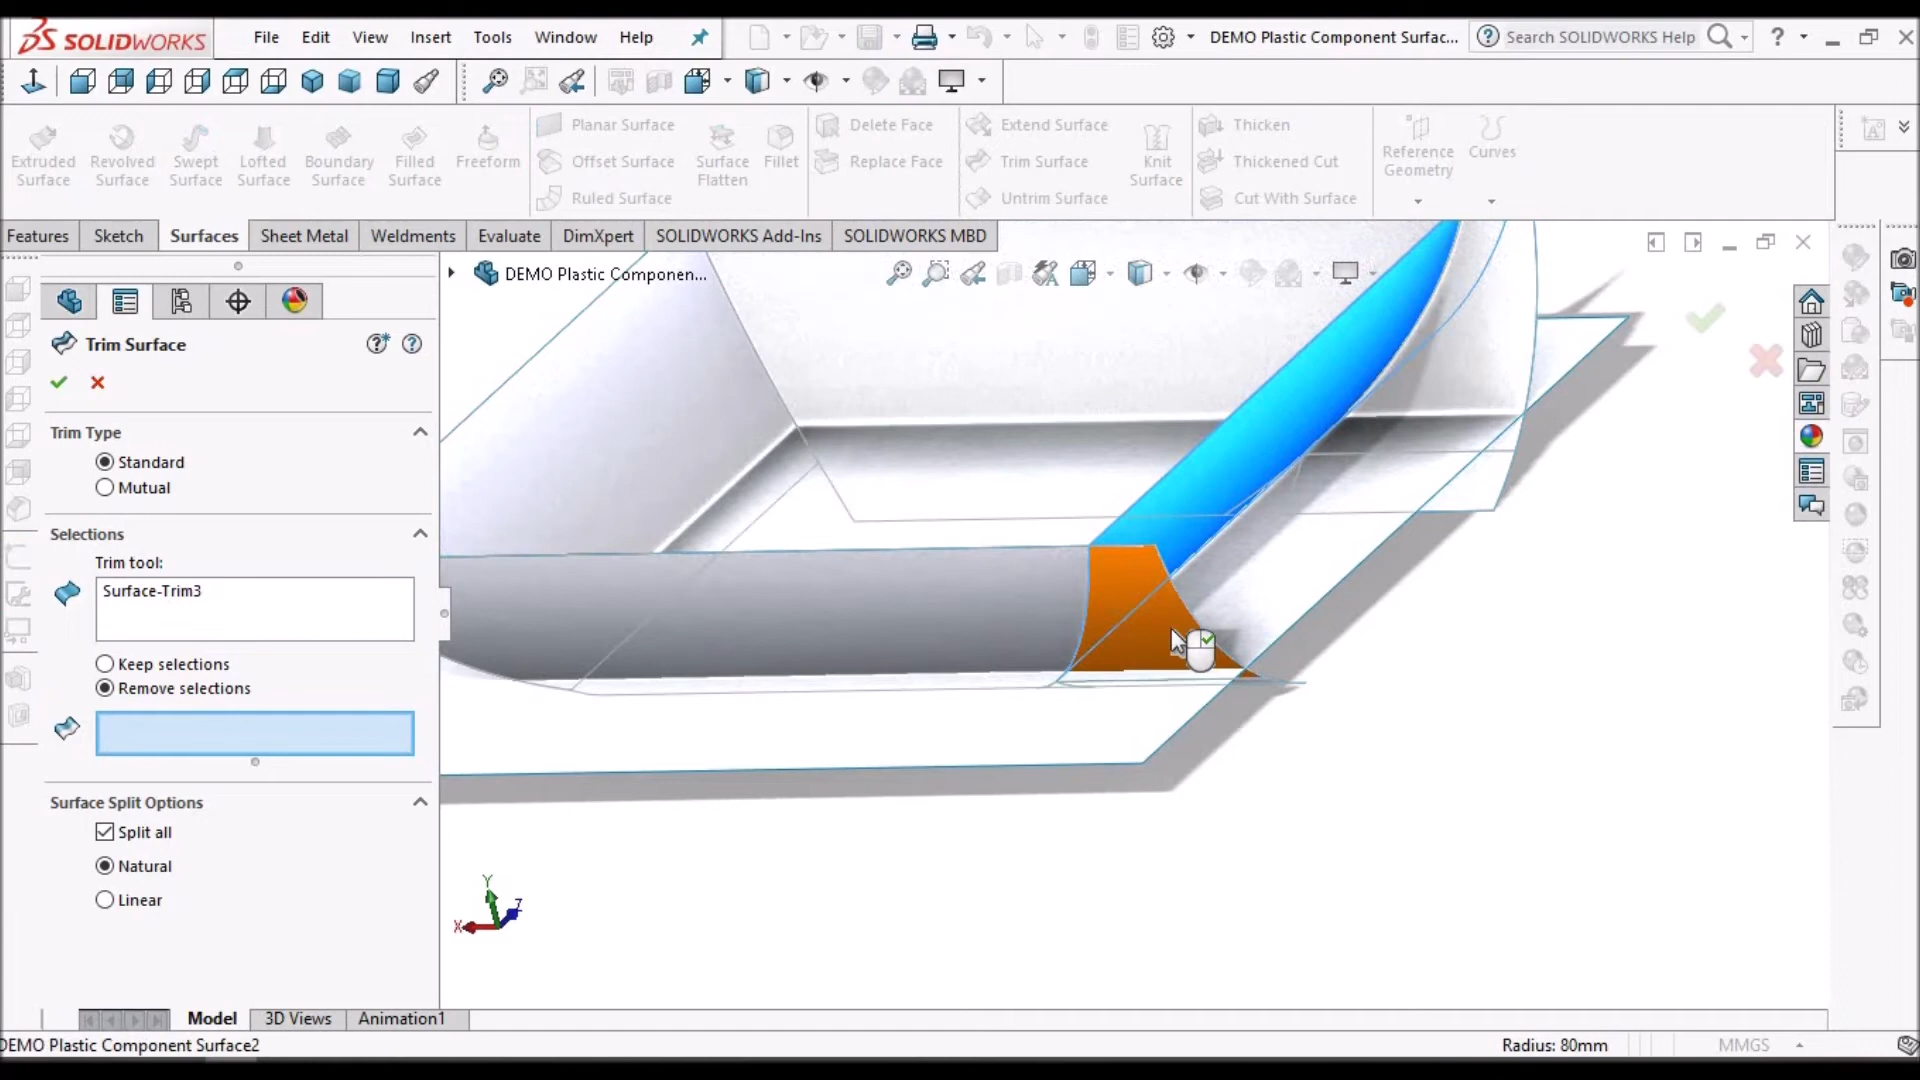 SOLIDWORKS
File Edit View Insert Tools Window Help
DEMO Plastic Component Surfac...
Search SOLIDWORKS Help
Extruded Surface
Revolved Surface
Swept Surface
Lofted Surface
Boundary Surface
Filled Surface
Freeform
Planar Surface
Offset Surface
Ruled Surface
Surface Flatten
Fillet
Delete Face
Replace Face
Extend Surface
Trim Surface
Untrim Surface
Knit Surface
Thicken
Thickened Cut
Cut With Surface
Reference Geometry
Curves
Features Sketch Surfaces Sheet Metal Weldments Evaluate DimXpert SOLIDWORKS Add-Ins SOLIDWORKS MBD
DEMO Plastic Componen...
Trim Surface
Trim Type
Standard
Mutual
Selections
Trim tool:
Surface-Trim3
Keep selections
Remove selections
Surface Split Options
Split all
Natural
Linear
Y
Z
X
Model 3D Views Animation1
DEMO Plastic Component Surface2
Radius: 80mm
MMGS